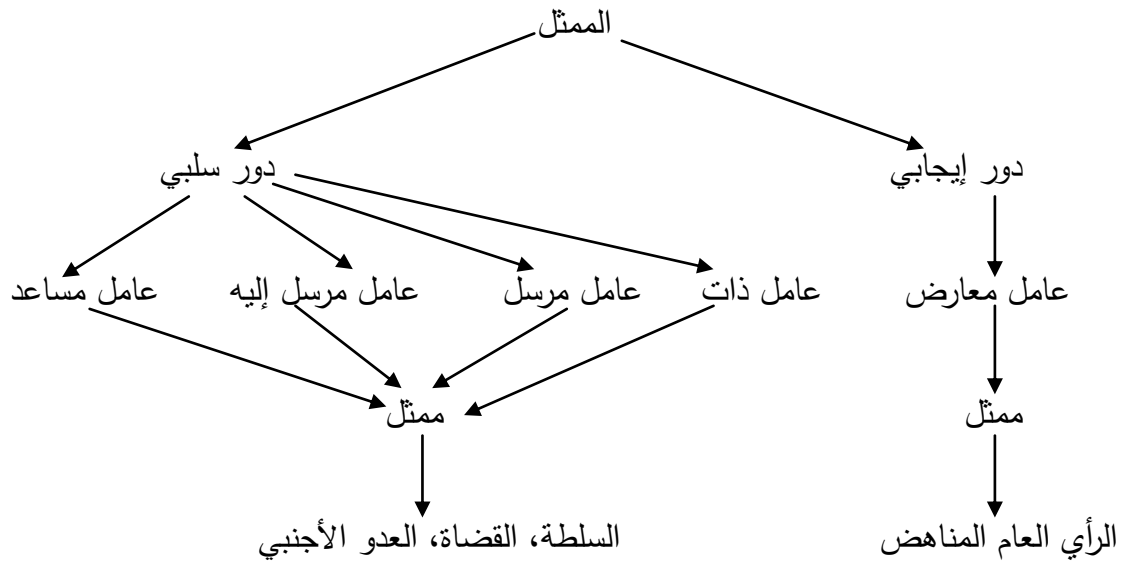 الممثل
دور إيجابي دور سلبي
عامل معارض عامل ذات عامل مرسل عامل مرسل إليه عامل مساعد
ممثل ممثل
الرأي العام المناهض السلطة، القضاة، العدو الأجنبي